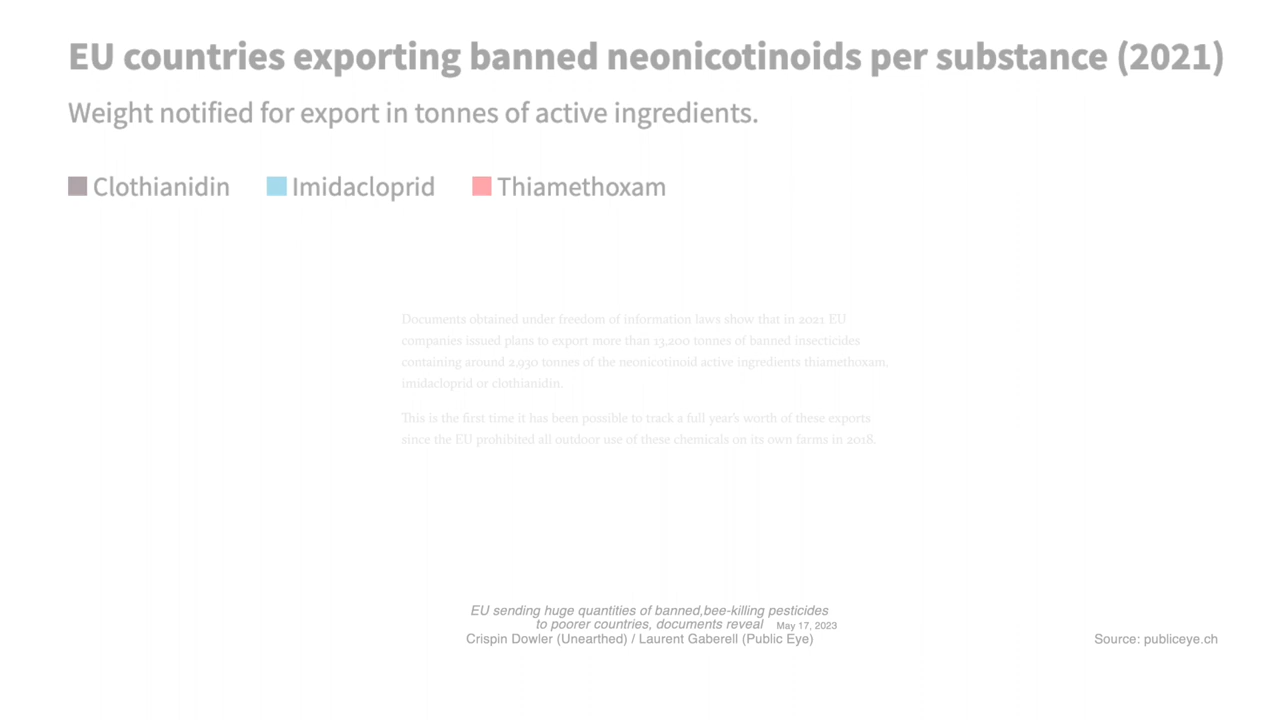 EU countries exporting banned neonicotinoids per substance (2021)
Weight notified for export in tonnes of active ingredients.
Clothianidin Imidacloprid Thiamethoxam
Documents obtained under freedom of information laws show that in 2021 EU
companies issued plans to export more than 13,200 tonnes of banned insecticides
containing around 2,930 tonnes of the neonicotinoid active ingredients thiamethoxam,
imidacloprid or clothianidin.
This is the first time it has been possible to track a full year's worth of these exports
since the EU prohibited all outdoor use of these chemicals on its own farms in 2018.
EU sending huge quantities of banned,bee-killing pesticides
to poorer countries, documents reveal May 17, 2023
Crispin Dowler (Unearthed) / Laurent Gaberell (Public Eye)
Source: publiceye.ch